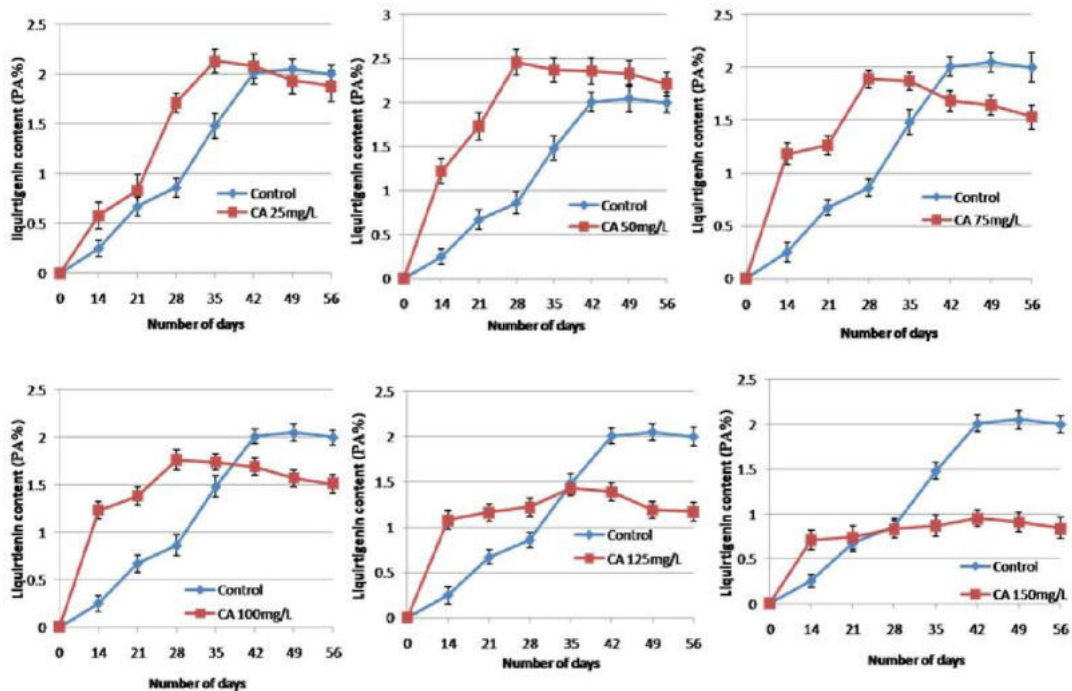 liquirtigenin content (PA%)
2.5
2
1.5
1
0.5
0
Control
CA 25mg/L
0 14 21 28 35 42 49 56
Number of days
Liquirtigenin content (PA%)
3
2.5
2
1.5
1
0.5
0
Control
CA 50mg/L
0 14 21 28 35 42 49 56
Number of days
Liquirtigenin content (PA%)
2.5
2
1.5
1
0.5
0
Control
CA 75mg/L
0 14 21 28 35 42 49 56
Number of days
content (PA%)
2.5
2
1.5
1
0.5
0
Control
CA 100mg/L
0 14 21 28 35 42 49 56
Number of days
Liquirtigenin content (PA%)
2.5
2
1.5
1
0.5
0
Control
CA 125mg/L
0 14 21 28 35 42 49 56
Number of days
Liquirtigenin content (PA%)
2.5
2
1.5
1
0.5
0
Control
CA 150mg/L
0 14 21 28 35 42 49 56
Number of days